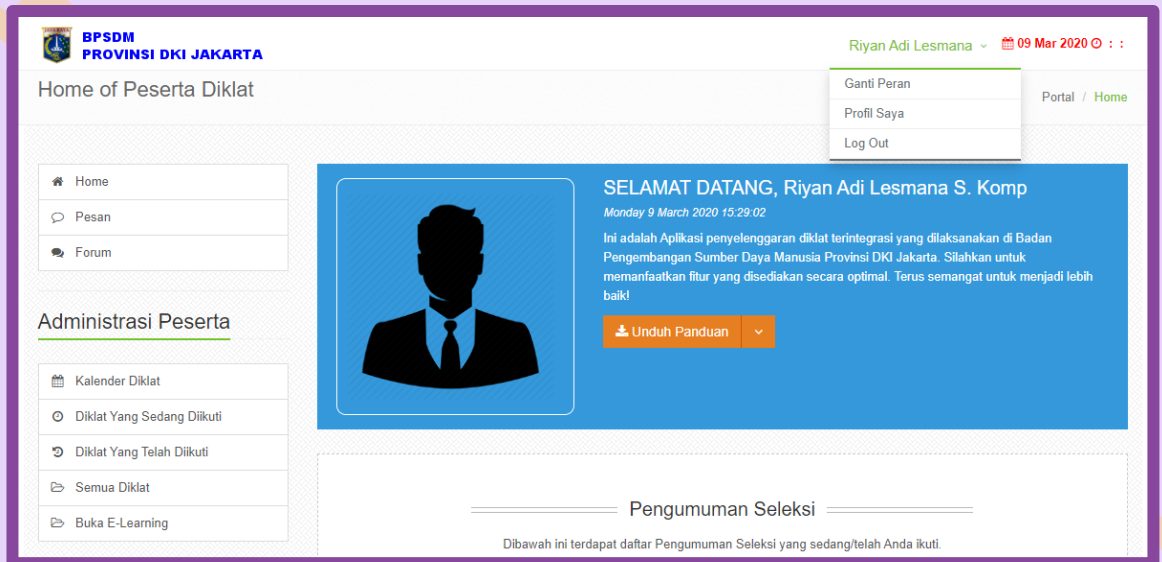 BPSDM
PROVINSI DKI JAKARTA
Riyan Adi Lesmana
09 Mar 2020 : :
Home of Peserta Diklat
Ganti Peran
Profil Saya
Log Out
Portal / Home
Home
Pesan
Forum
Administrasi Peserta
Kalender Diklat
Diklat Yang Sedang Diikuti
Diklat Yang Telah Diikuti
Semua Diklat
Buka E-Learning
SELAMAT DATANG, Riyan Adi Lesmana S. Komp
Monday 9 March 2020 15:29:02
Ini adalah Aplikasi penyelenggaran diklat terintegrasi yang dilaksanakan di Badan
Pengembangan Sumber Daya Manusia Provinsi DKI Jakarta. Silahkan untuk
memanfaatkan fitur yang disediakan secara optimal. Terus semangat untuk menjadi lebih
baik!
Unduh Panduan
Pengumuman Seleksi
Dibawah ini terdapat daftar Pengumuman Seleksi yang sedang/telah Anda ikuti.